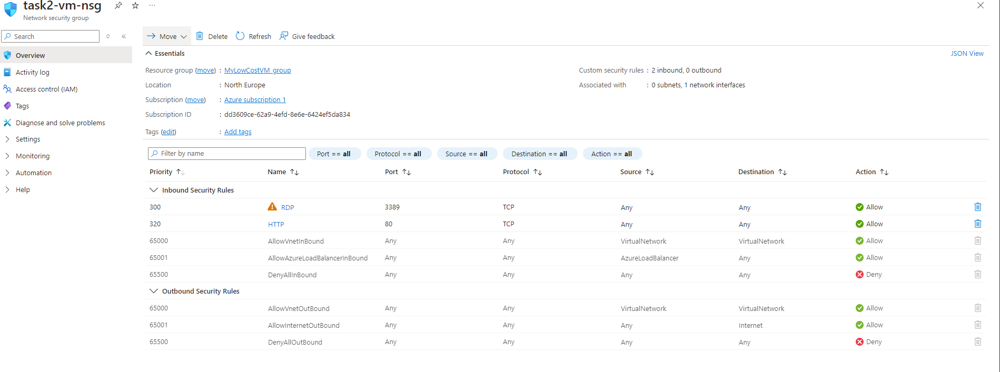 task2-vm-nsg
Network security group
Search
Overview
Activity log
Access control (IAM)
Tags
Diagnose and solve problems
Settings
Monitoring
Automation
Help
Move Delete Refresh Give feedback
Essentials JSON View
Resource group (move) : MyLowCostVM_group Custom security rules : 2 inbound, 0 outbound
Location : North Europe Associated with : 0 subnets, 1 network interfaces
Subscription (move) : Azure subscription 1
Subscription ID : dd3609ce-62a9-4efd-8e6e-6424ef5da834
Tags (edit) : Add tags
Filter by name Port == all Protocol == all Source == all Destination == all Action == all
Priority Name Port Protocol Source Destination Action
Inbound Security Rules
300 RDP 3389 TCP Any Any Allow
320 HTTP 80 TCP Any Any Allow
65000 AllowVnetInBound Any Any VirtualNetwork VirtualNetwork Allow
65001 AllowAzureLoadBalancerInBound Any Any AzureLoadBalancer Any Allow
65500 DenyAllInBound Any Any Any Any Deny
Outbound Security Rules
65000 AllowVnetOutBound Any Any VirtualNetwork VirtualNetwork Allow
65001 AllowInternetOutBound Any Any Any Internet Allow
65500 DenyAllOutBound Any Any Any Any Deny